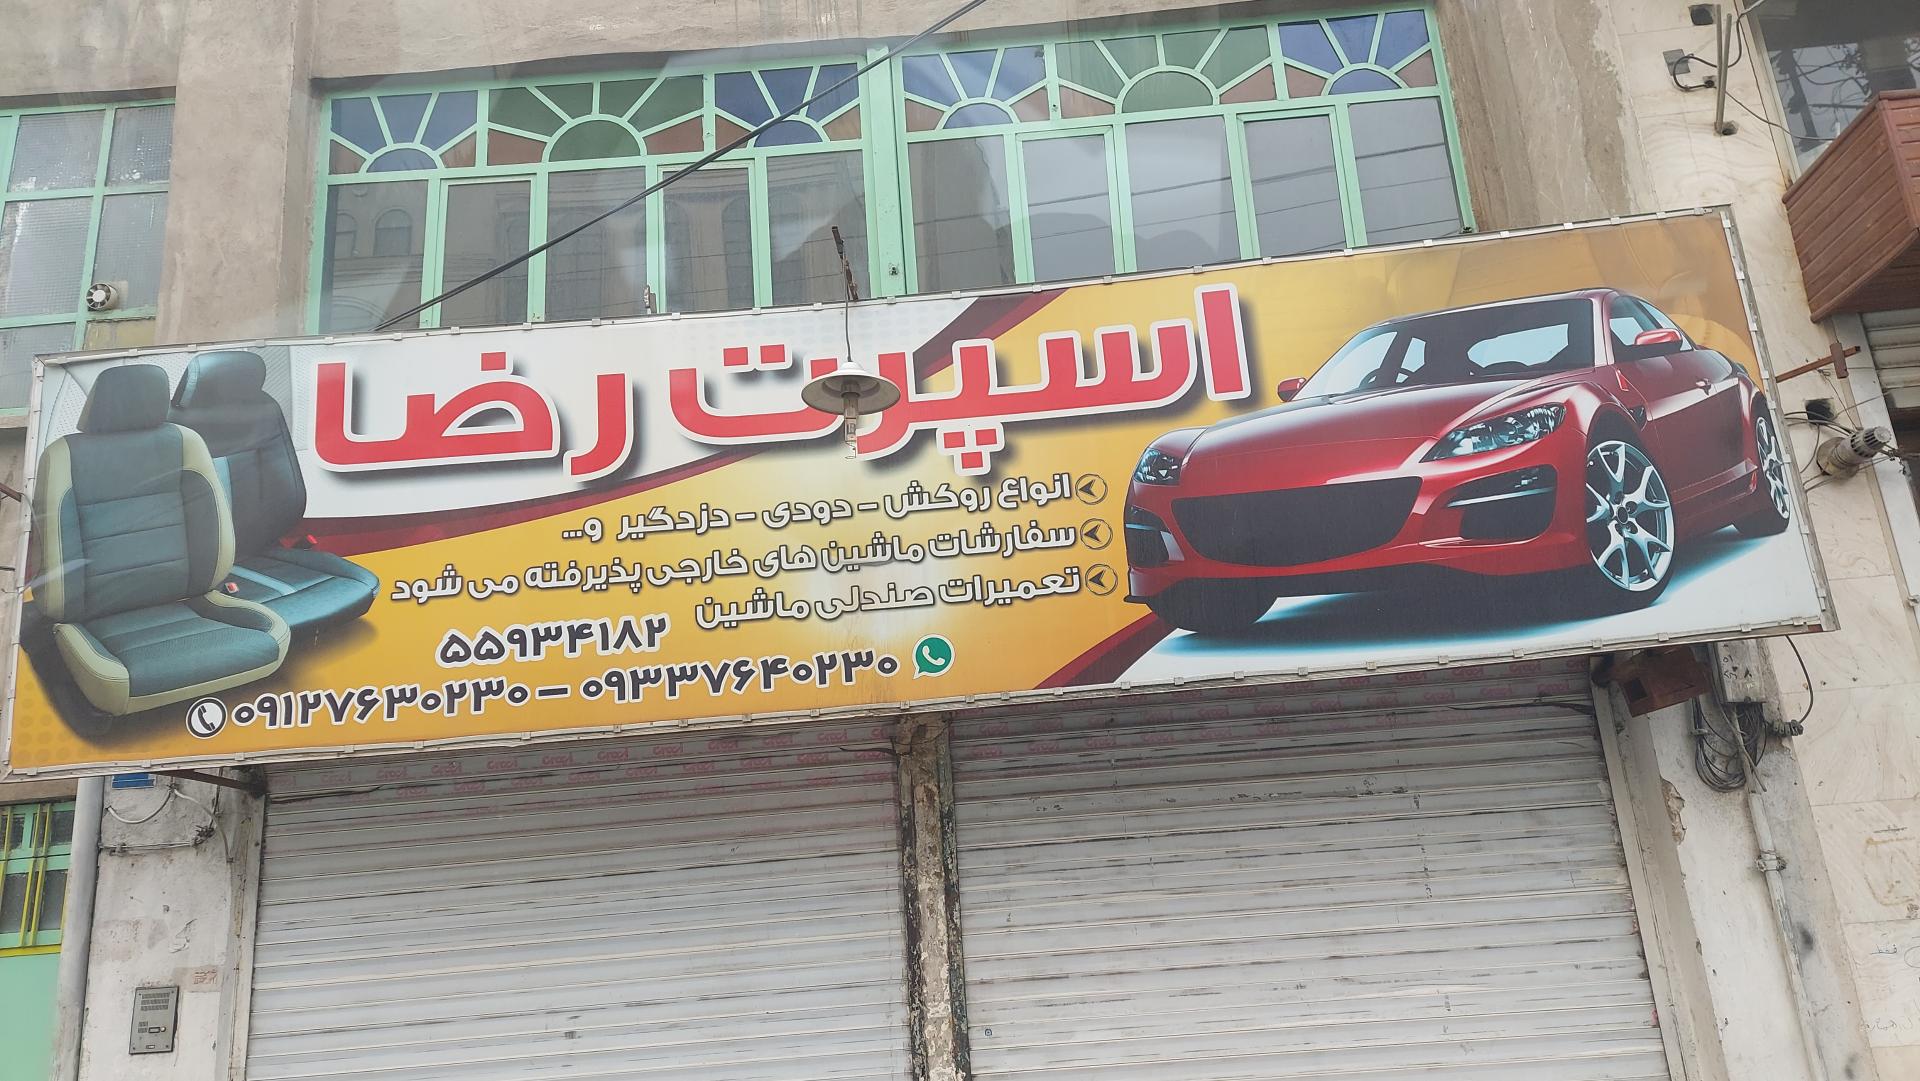 اسپرت رضا
انواع روکش - دودی - دزدگیر و...
سفارشات ماشین های خارجی پذیرفته می شود
تعمیرات صندلی ماشین
۵۵۹۳۴۱۸۲
۰۹۱۲۷۶۳۰۲۳۰ - ۰۹۳۳۷۶۴۰۲۳۰